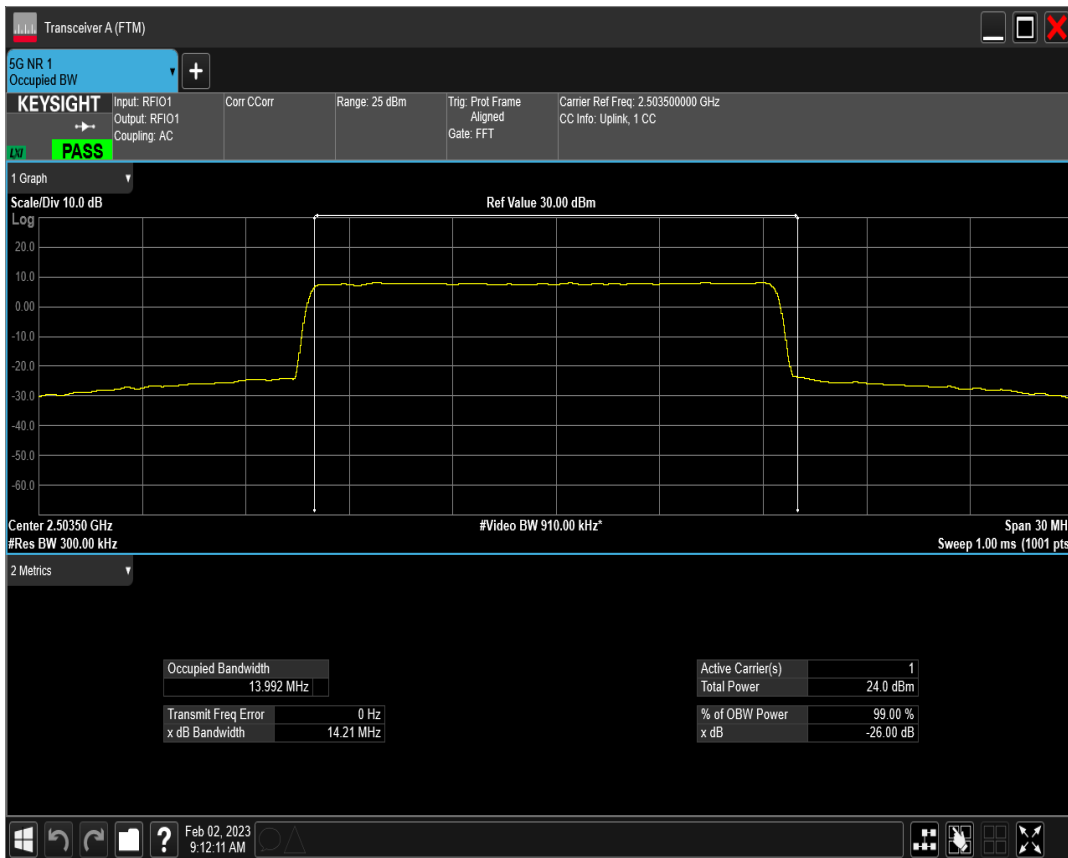 Transceiver A (FTM)
5G NR 1
Occupied BW
+
KEYSIGHT
LXI
PASS
Input: RFIO1
Output: RFIO1
Coupling: AC
Corr CCorr
Range: 25 dBm
Trig: Prot Frame
Aligned
Gate: FFT
Carrier Ref Freq: 2.503500000 GHz
CC Info: Uplink, 1 CC
1 Graph
Scale/Div 10.0 dB
Ref Value 30.00 dBm
Log
20.0
10.0
0.00
-10.0
-20.0
-30.0
-40.0
-50.0
-60.0
Center 2.50350 GHz
#Video BW 910.00 kHz*
Span 30 MH
#Res BW 300.00 kHz
Sweep 1.00 ms (1001 pts
2 Metrics
Occupied Bandwidth
13.992 MHz
Transmit Freq Error 0 Hz
x dB Bandwidth 14.21 MHz
Active Carrier(s) 1
Total Power 24.0 dBm
% of OBW Power 99.00 %
x dB -26.00 dB
?
Feb 02, 2023
9:12:11 AM